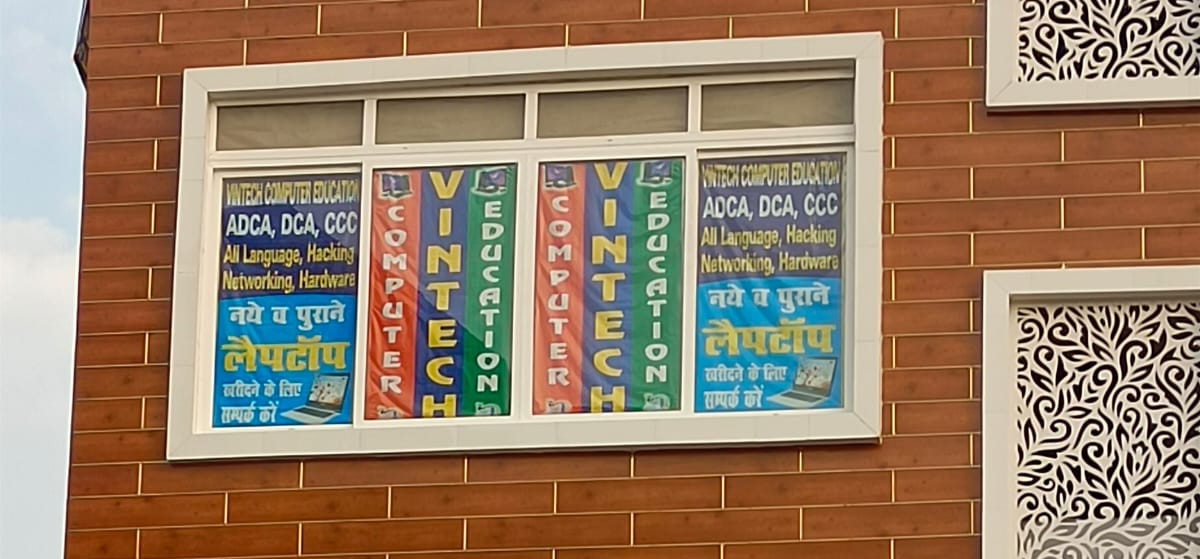 VINTECH COMPUTER EDUCATION
ADCA, DCA, CCC
All Language, Hacking
Networking, Hardware
नये व पुराने
लैपटॉप
खरीदने के लिए
सम्पर्क करें
COMPUTER
VINTECH
EDUCATION
COMPUTER
VINTECH
EDUCATION
VINTECH COMPUTER EDUCATION
ADCA, DCA, CCC
All Language, Hacking
Networking, Hardware
नये व पुराने
लैपटॉप
खरीदने के लिए
सम्पर्क करें